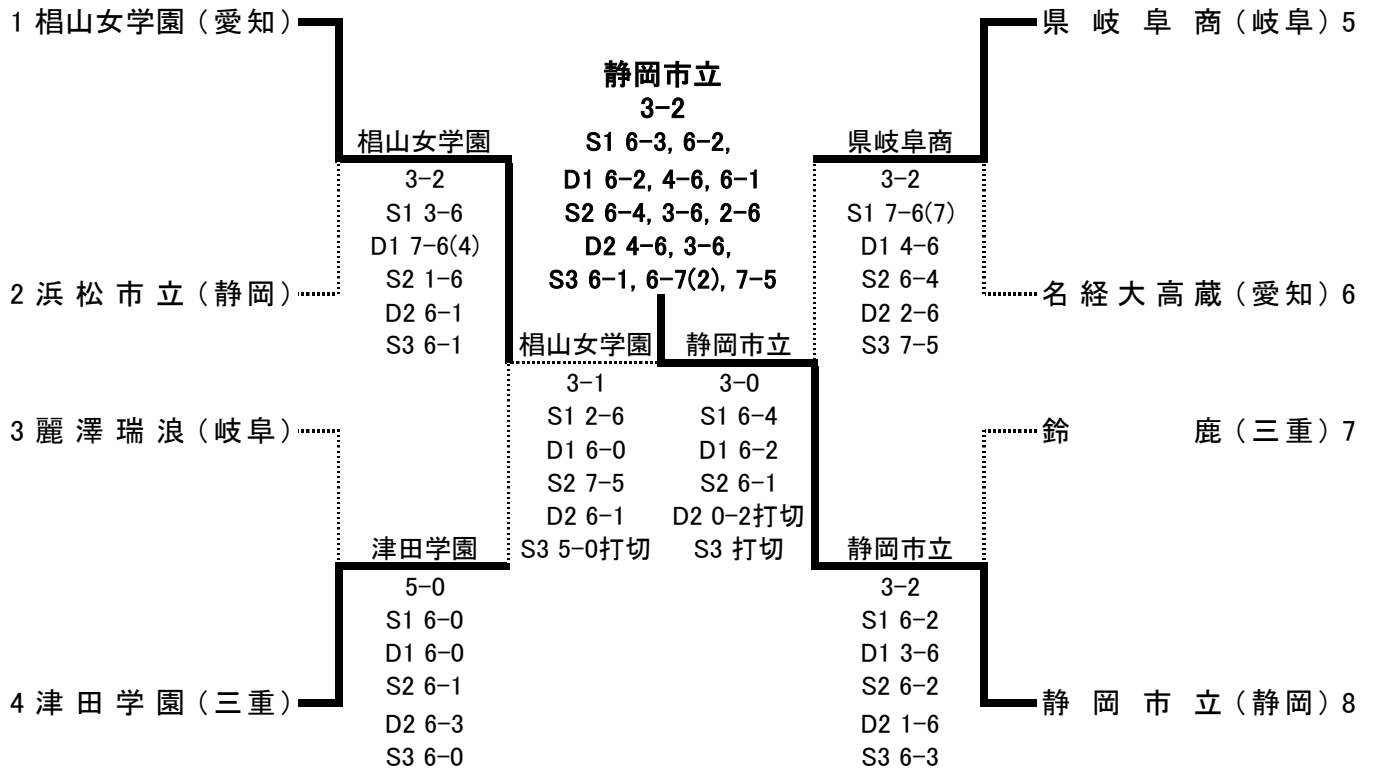 1 椙山女学園（愛知）
県岐阜商（岐阜）5
静岡市立
3-2
S1 6-3, 6-2,
D1 6-2, 4-6, 6-1
S2 6-4, 3-6, 2-6
D2 4-6, 3-6,
S3 6-1, 6-7(2), 7-5
椙山女学園
3-2
S1 3-6
D1 7-6(4)
S2 1-6
D2 6-1
S3 6-1
県岐阜商
3-2
S1 7-6(7)
D1 4-6
S2 6-4
D2 2-6
S3 7-5
2 浜松市立（静岡）
名経大高蔵（愛知）6
椙山女学園
3-1
S1 2-6
D1 6-0
S2 7-5
D2 6-1
S3 5-0打切
静岡市立
3-0
S1 6-4
D1 6-2
S2 6-1
D2 0-2打切
S3 打切
3 麗澤瑞浪（岐阜）
鈴鹿（三重）7
津田学園
5-0
S1 6-0
D1 6-0
S2 6-1
D2 6-3
S3 6-0
静岡市立
3-2
S1 6-2
D1 3-6
S2 6-2
D2 1-6
S3 6-3
4 津田学園（三重）
静岡市立（静岡）8